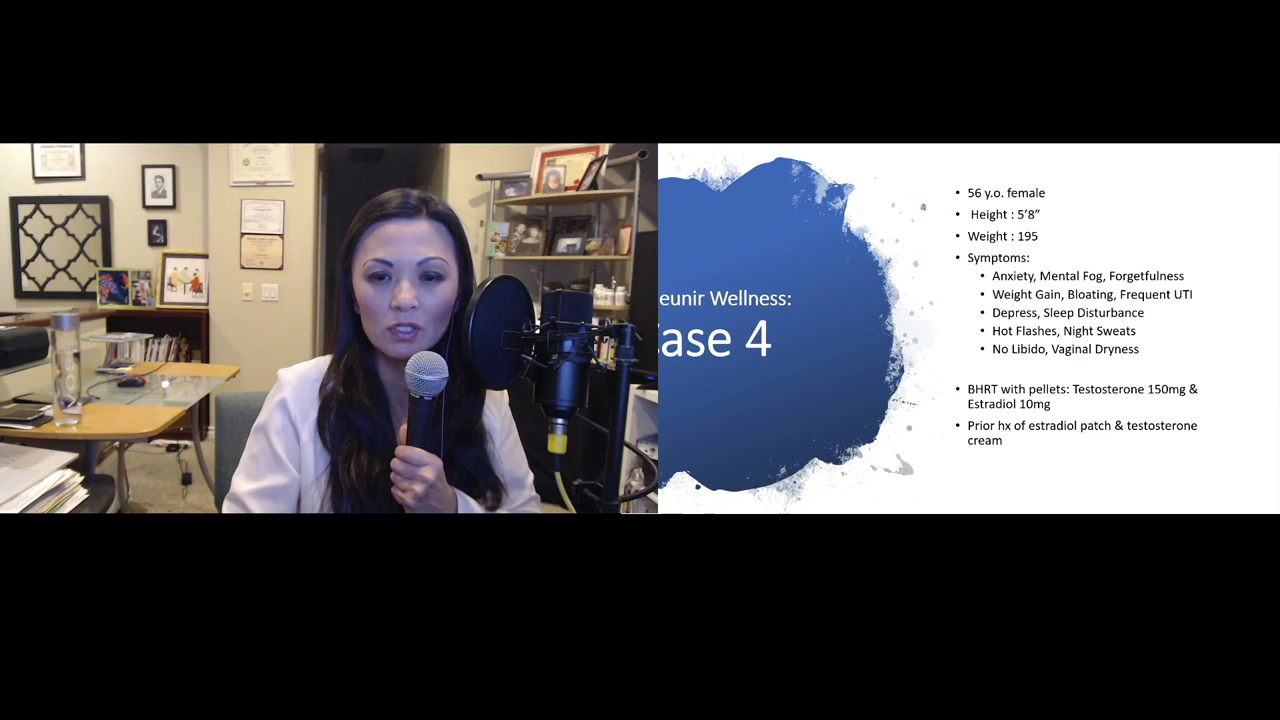 eunir Wellness:
ase 4
• 56 y.o. female
• Height : 5’8”
• Weight : 195
• Symptoms:
• Anxiety, Mental Fog, Forgetfulness
• Weight Gain, Bloating, Frequent UTI
• Depress, Sleep Disturbance
• Hot Flashes, Night Sweats
• No Libido, Vaginal Dryness
• BHRT with pellets: Testosterone 150mg &
Estradiol 10mg
• Prior hx of estradiol patch & testosterone
cream